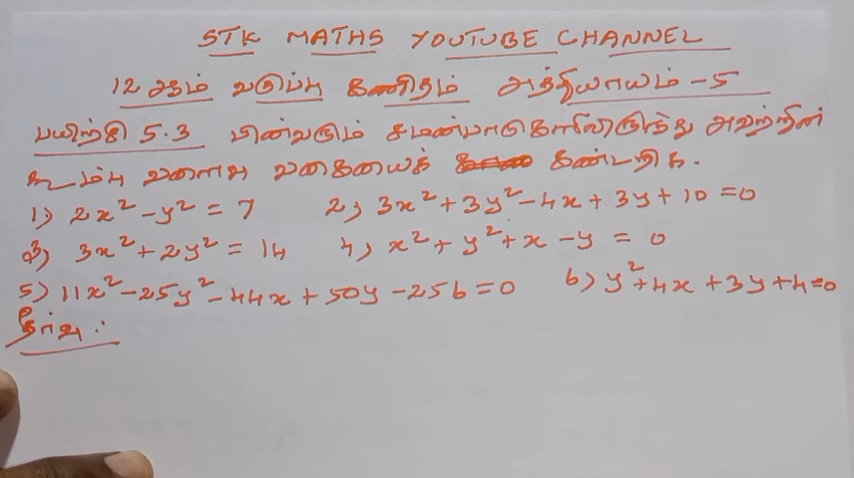 STK MATHS YOUTUBE CHANNEL
12 ஆம் வகுப்பு கணிதம் அத்தியாயம் - 5
பயிற்சி 5.3 பின்வரும் சமன்பாடுகளிலிருந்து அவற்றின்
கூம்பு வளைவு வகையைக் கண்டறிக.
1) 2x² - y² = 7 2) 3x² + 3y² - 4x + 3y + 10 = 0
3) 3x² + 2y² = 14 4) x² + y² + x - y = 0
5) 11x² - 25y² - 44x + 50y - 256 = 0 6) y² + 4x + 3y + 4 = 0
தீர்வு :